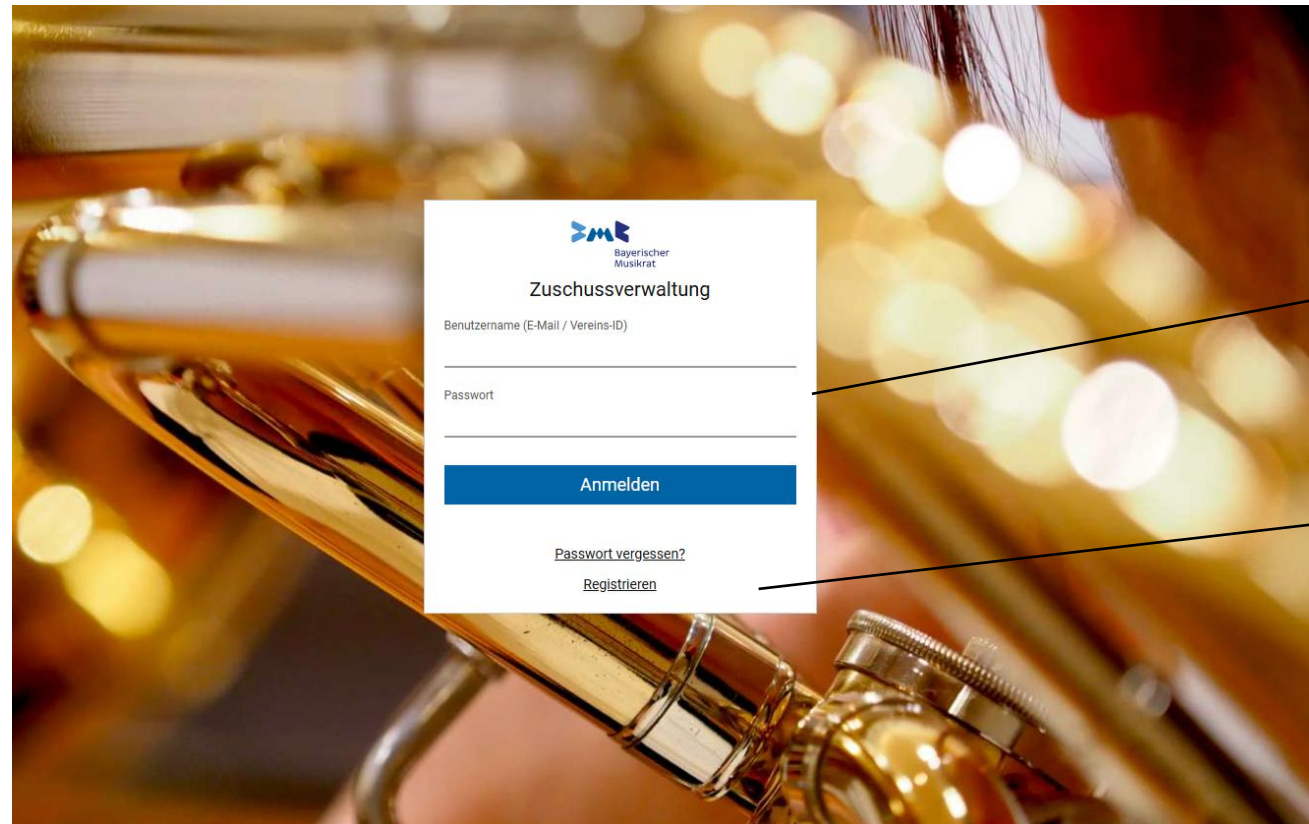 Bayerischer
Musikrat
Zuschussverwaltung
Benutzername (E-Mail / Vereins-ID)
Passwort
Anmelden
Passwort vergessen?
Registrieren